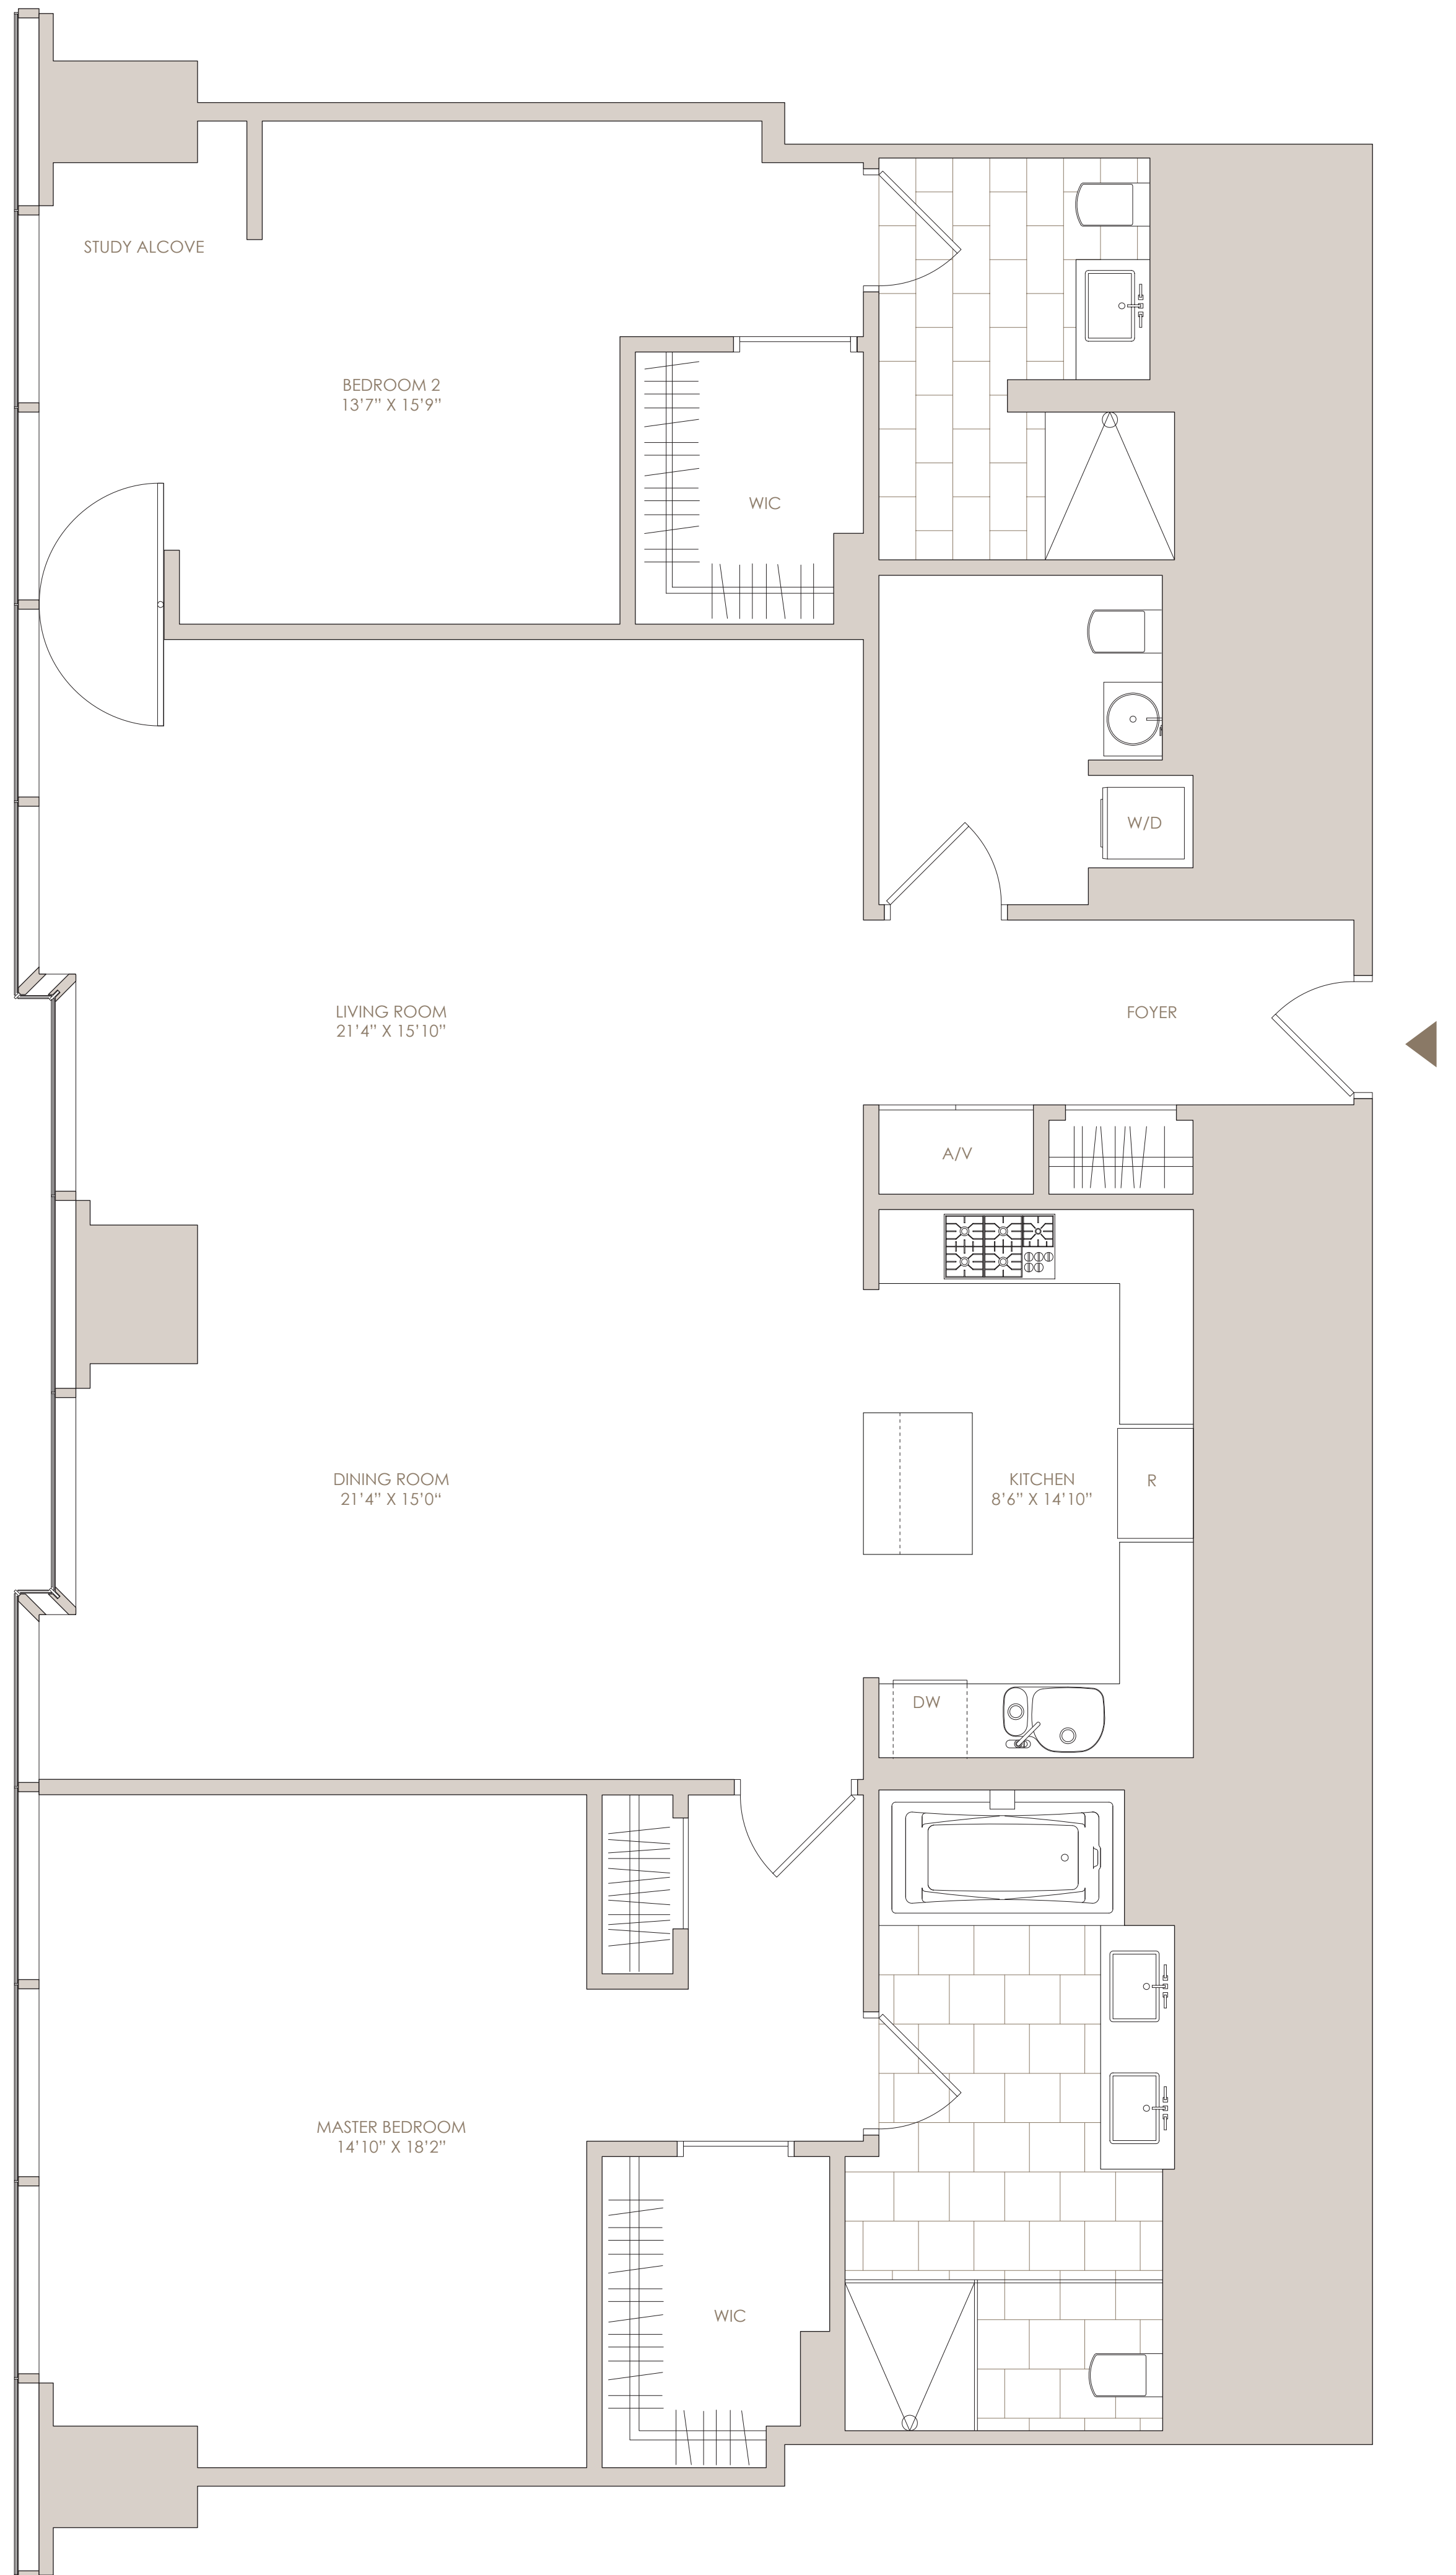 STUDY ALCOVE
BEDROOM 2
13’7” X 15’9”
WIC
W/D
LIVING ROOM
21’4” X 15’10”
FOYER
A/V
DINING ROOM
21’4” X 15’0“
KITCHEN
8’6” X 14’10”
R
DW
MASTER BEDROOM
14’10” X 18’2”
WIC